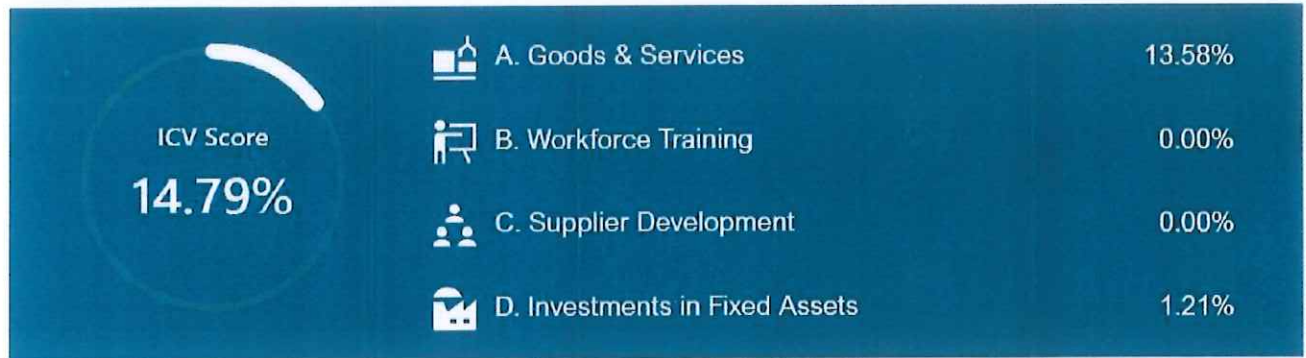 ICV Score
14.79%
A. Goods & Services 13.58%
B. Workforce Training 0.00%
C. Supplier Development 0.00%
D. Investments in Fixed Assets 1.21%